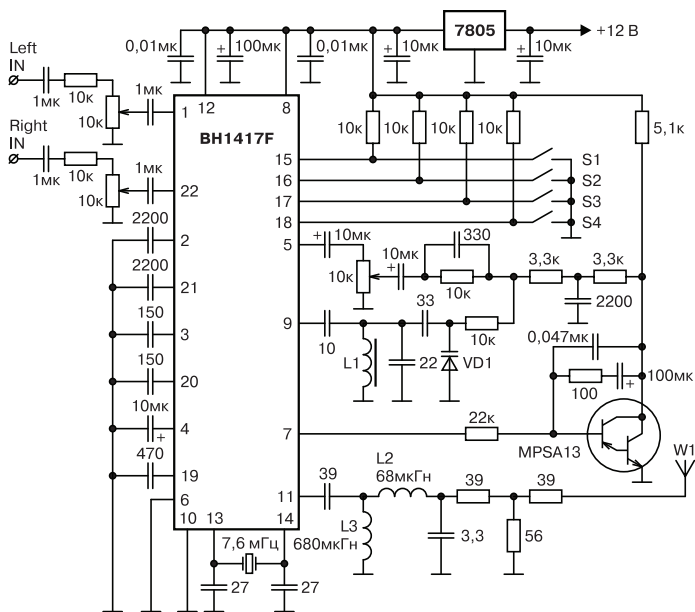 7805
+12 В
0,01мк
+
100мк
0,01мк
+
10мк
+
10мк
Left
IN
1мк
10к
10к
1мк
1
12
8
BH1417F
10к
10к
10к
10к
5,1к
Right
IN
1мк
10к
10к
1мк
22
15
16
17
18
S1
S2
S3
S4
2200
2
5
+
10мк
10к
10мк
+
330
10к
3,3к
3,3к
2200
2200
21
150
3
9
10
L1
22
33
VD1
10к
0,047мк
100
+
100мк
150
20
10мк
+
4
7
22к
MPSA13
470
19
6
11
39
L2
68мкГн
39
39
W1
10
13
14
L3
680мкГн
3,3
56
7,6 мГц
27
27